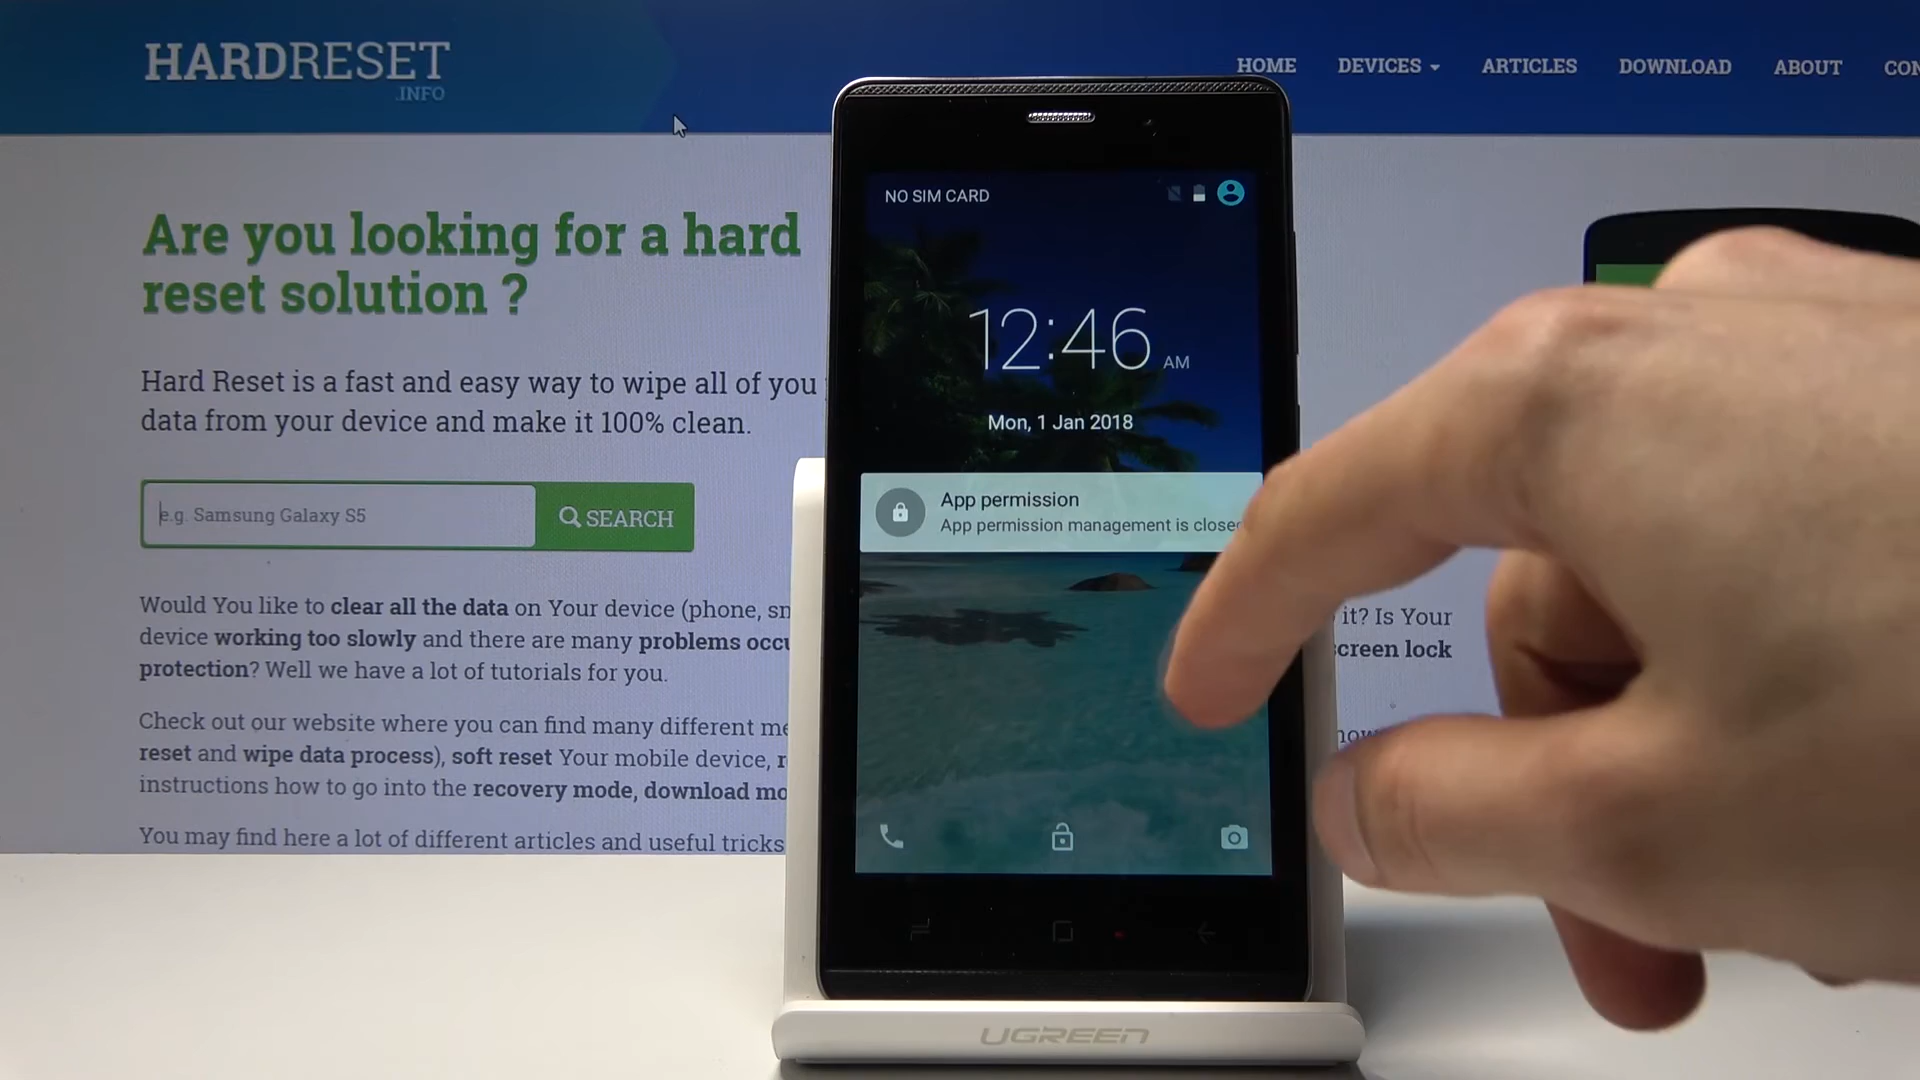 HARDRESET
.INFO
HOME DEVICES ARTICLES DOWNLOAD ABOUT
Are you looking for a hard
reset solution ?
Hard Reset is a fast and easy way to wipe all of you
data from your device and make it 100% clean.
e.g. Samsung Galaxy S5
SEARCH
Would You like to clear all the data on Your device (phone,
device working too slowly and there are many problems
protection? Well we have a lot of tutorials for you.
it? Is Your
screen lock
Check out our website where you can find many different
reset and wipe data process), soft reset Your mobile device,
instructions how to go into the recovery mode, download
You may find here a lot of different articles and useful tricks
NO SIM CARD
12:46 AM
Mon, 1 Jan 2018
App permission
App permission management is closed
UGREEN